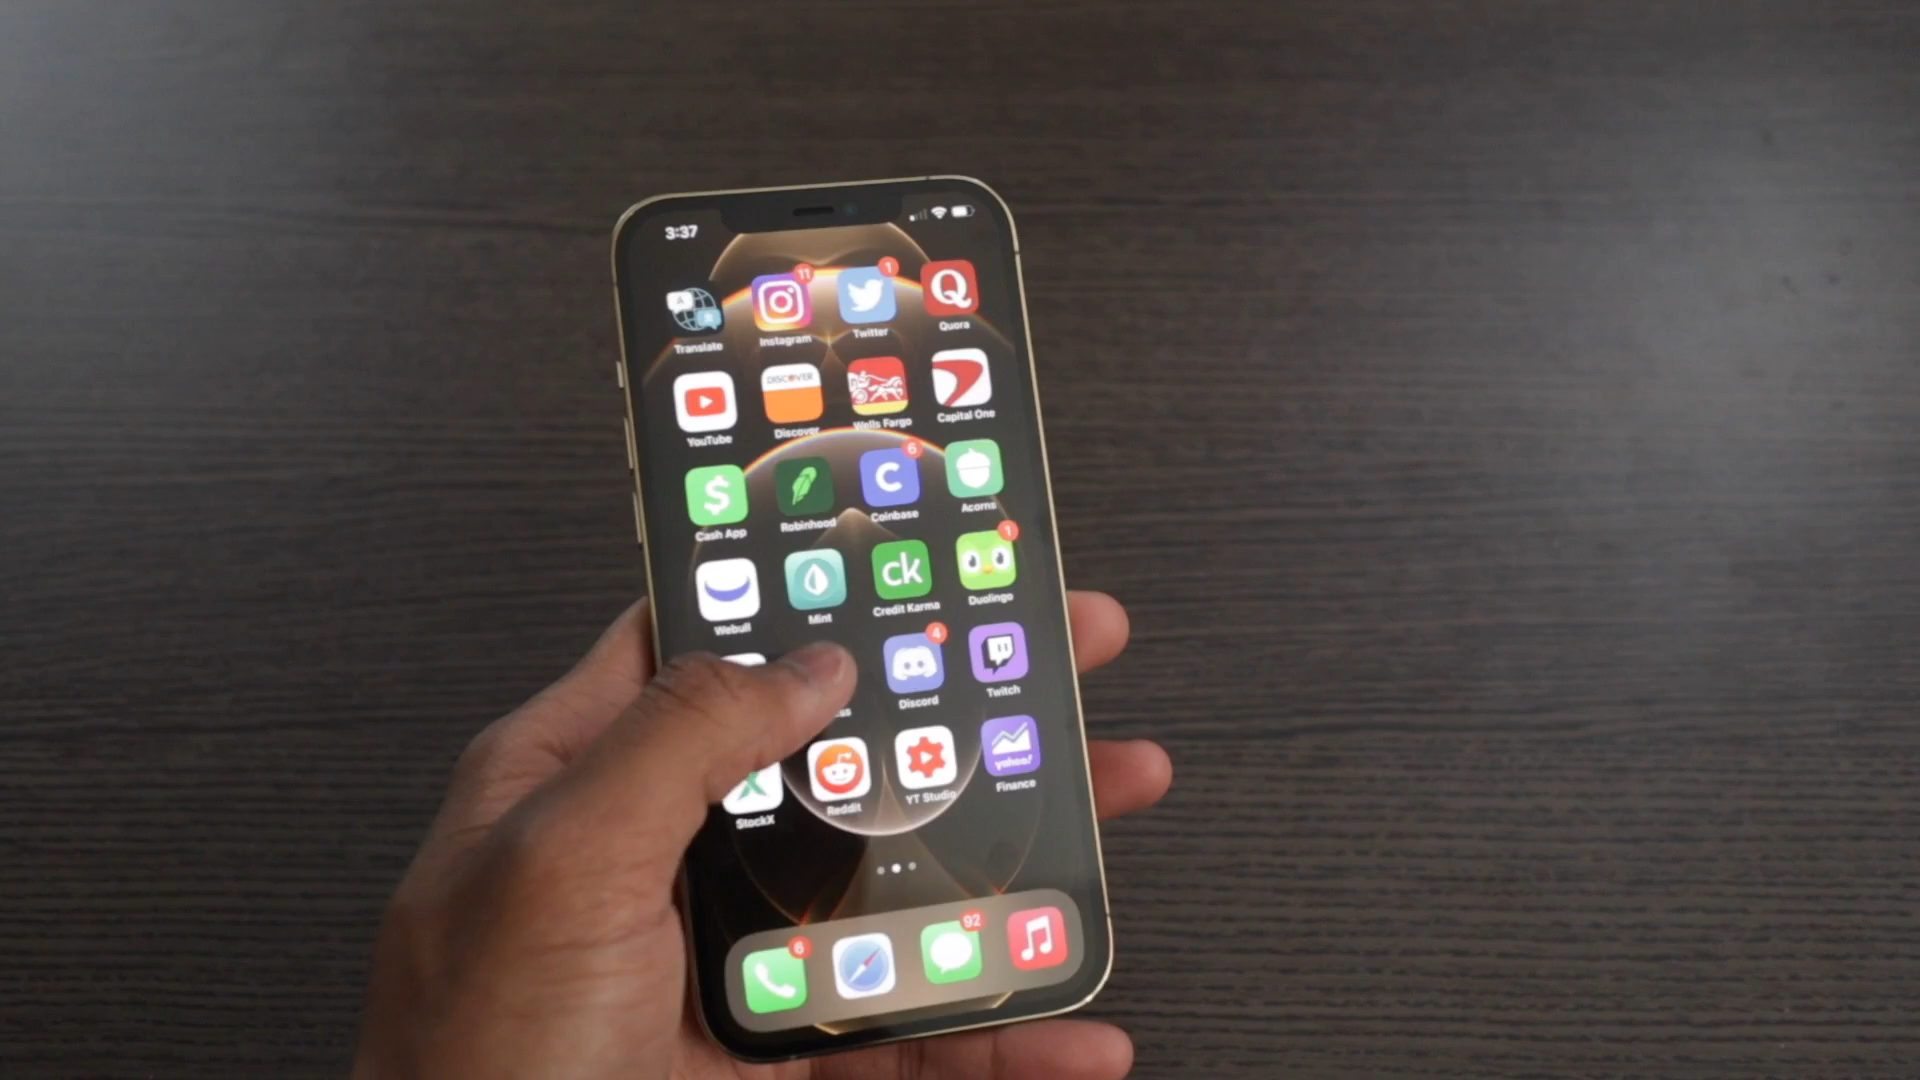 3:37
11
1
A
Q
Translate
Instagram
Twitter
Quora
DISCOVER
YouTube
Discover
Wells Fargo
Capital One
6
$
C
Cash App
Robinhood
Coinbase
Acorns
1
ck
Webull
Mint
Credit Karma
Duolingo
4
ss
Discord
Twitch
yahoo!
StockX
Reddit
YT Studio
Finance
6
92